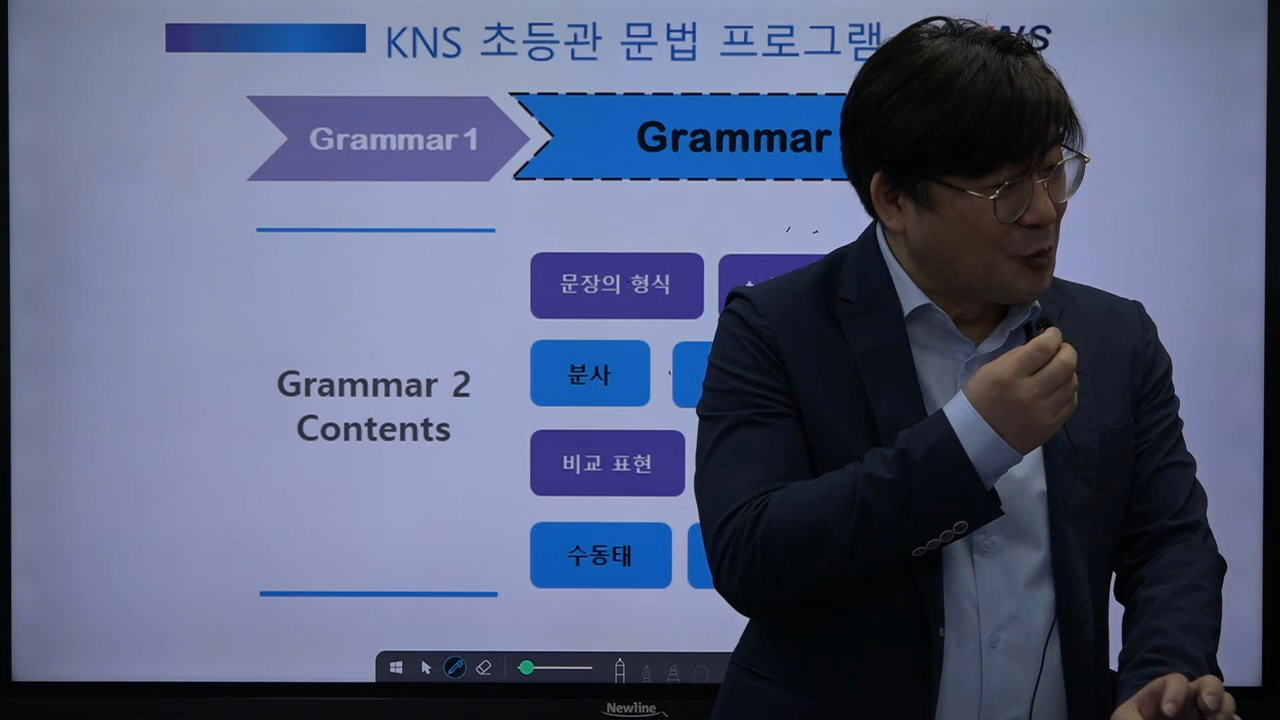 KNS 초등관 문법 프로그램
Grammar 1
Grammar
문장의 형식
분사
Grammar 2
Contents
비교 표현
수동태
Newline